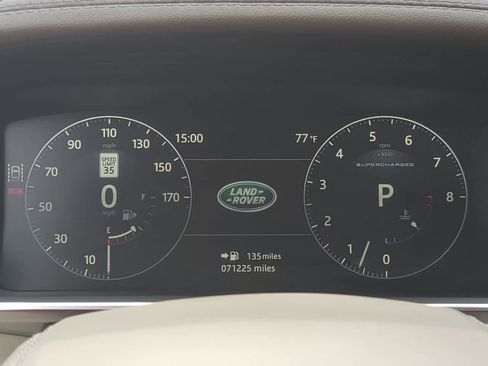 110
90 mph 130
70 SPEED LIMIT 35 150
50 0 F 170
mph
30 E
10
15:00 77 °F
LAND
ROVER
135 miles
071225 miles
5
4 rpm 6
x1000
3 SUPERCHARGED 7
2 P 8
1 0